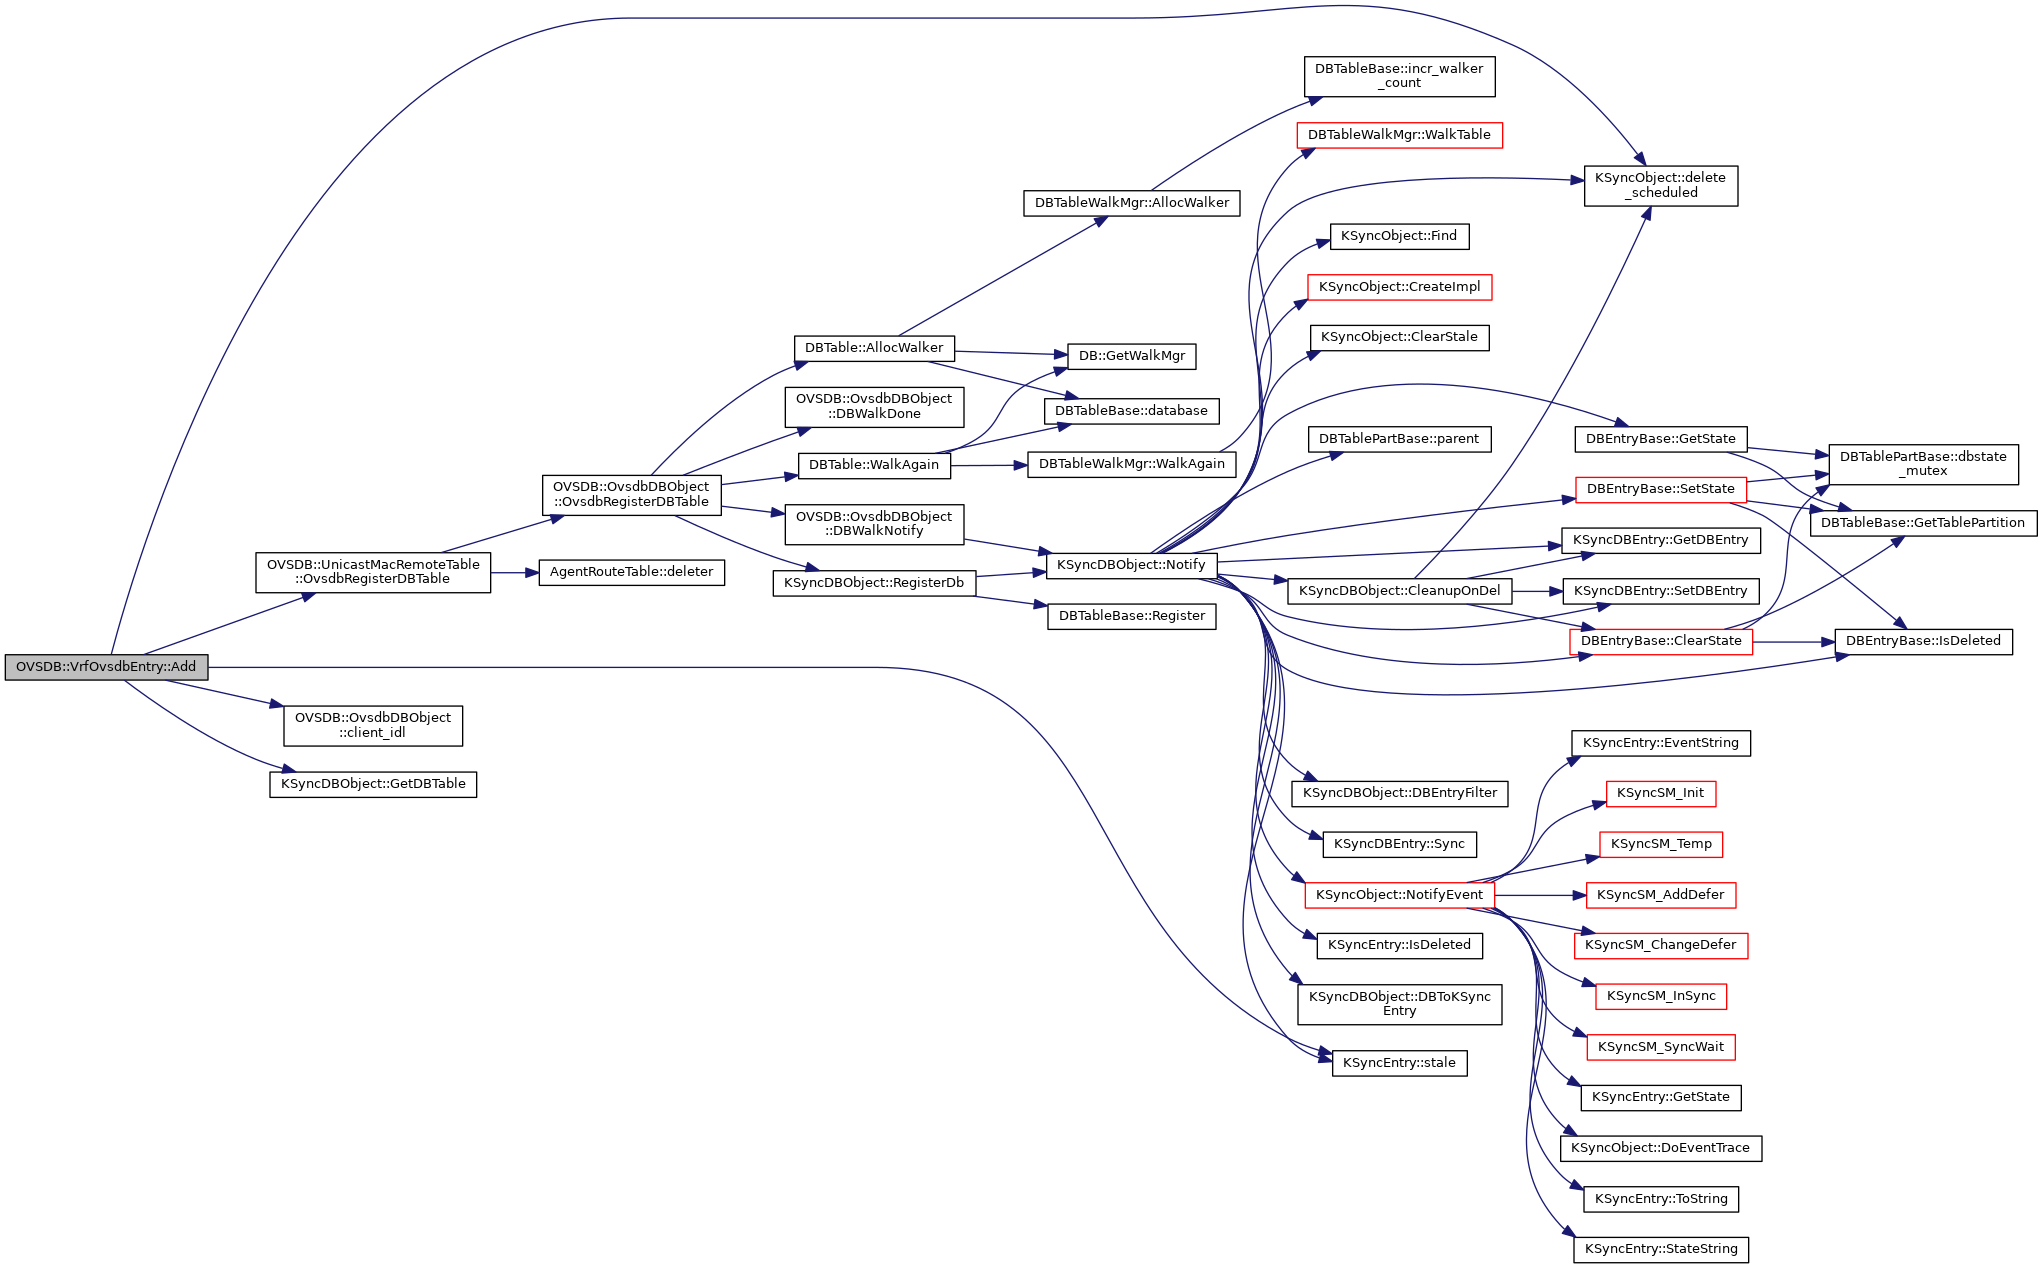 OVSDB::VrfOvsdbEntry::Add
OVSDB::UnicastMacRemoteTable
::OvsdbRegisterDBTable
OVSDB::OvsdbDBObject
::client_idl
KSyncDBObject::GetDBTable
OVSDB::OvsdbDBObject
::OvsdbRegisterDBTable
AgentRouteTable::deleter
DBTable::AllocWalker
OVSDB::OvsdbDBObject
::DBWalkDone
DBTable::WalkAgain
OVSDB::OvsdbDBObject
::DBWalkNotify
KSyncDBObject::RegisterDb
DBTableWalkMgr::AllocWalker
DB::GetWalkMgr
DBTableBase::database
DBTableWalkMgr::WalkAgain
KSyncDBObject::Notify
DBTableBase::Register
DBTableBase::incr_walker
_count
DBTableWalkMgr::WalkTable
KSyncObject::Find
KSyncObject::CreateImpl
KSyncObject::ClearStale
DBTablePartBase::parent
KSyncDBObject::CleanupOnDel
KSyncDBObject::DBEntryFilter
KSyncDBEntry::Sync
KSyncObject::NotifyEvent
KSyncEntry::IsDeleted
KSyncDBObject::DBToKSync
Entry
KSyncEntry::stale
KSyncObject::delete
_scheduled
DBEntryBase::GetState
DBEntryBase::SetState
KSyncDBEntry::GetDBEntry
KSyncDBEntry::SetDBEntry
DBEntryBase::ClearState
KSyncEntry::EventString
KSyncSM_Init
KSyncSM_Temp
KSyncSM_AddDefer
KSyncSM_ChangeDefer
KSyncSM_InSync
KSyncSM_SyncWait
KSyncEntry::GetState
KSyncObject::DoEventTrace
KSyncEntry::ToString
KSyncEntry::StateString
DBTablePartBase::dbstate
_mutex
DBTableBase::GetTablePartition
DBEntryBase::IsDeleted